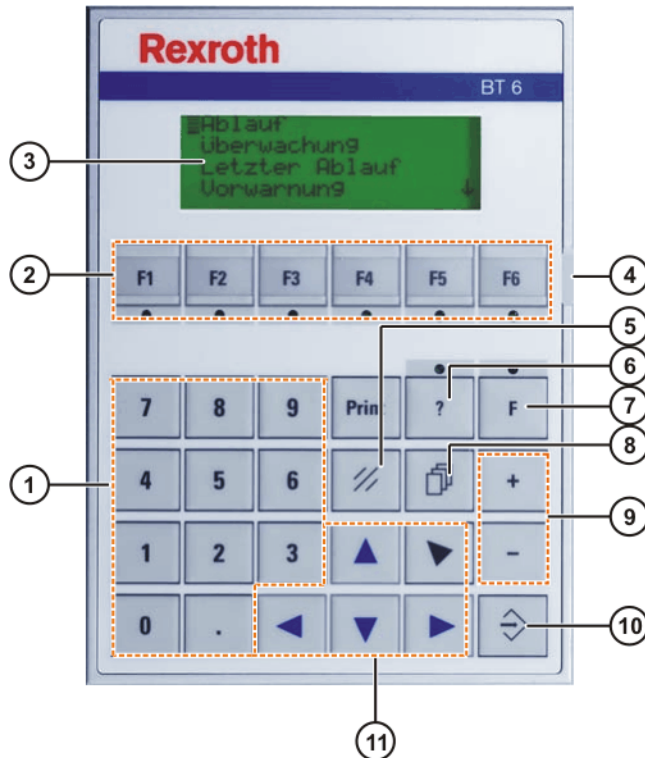 Rexroth
BT 6
Ablauf
Überwachung
Letzter Ablauf
Vorwarnung
3
2
F1 F2 F3 F4 F5 F6
4
5
6
7 8 9 Print ? F
7
8
1
4 5 6 +
9
1 2 3 -
0 .
10
11